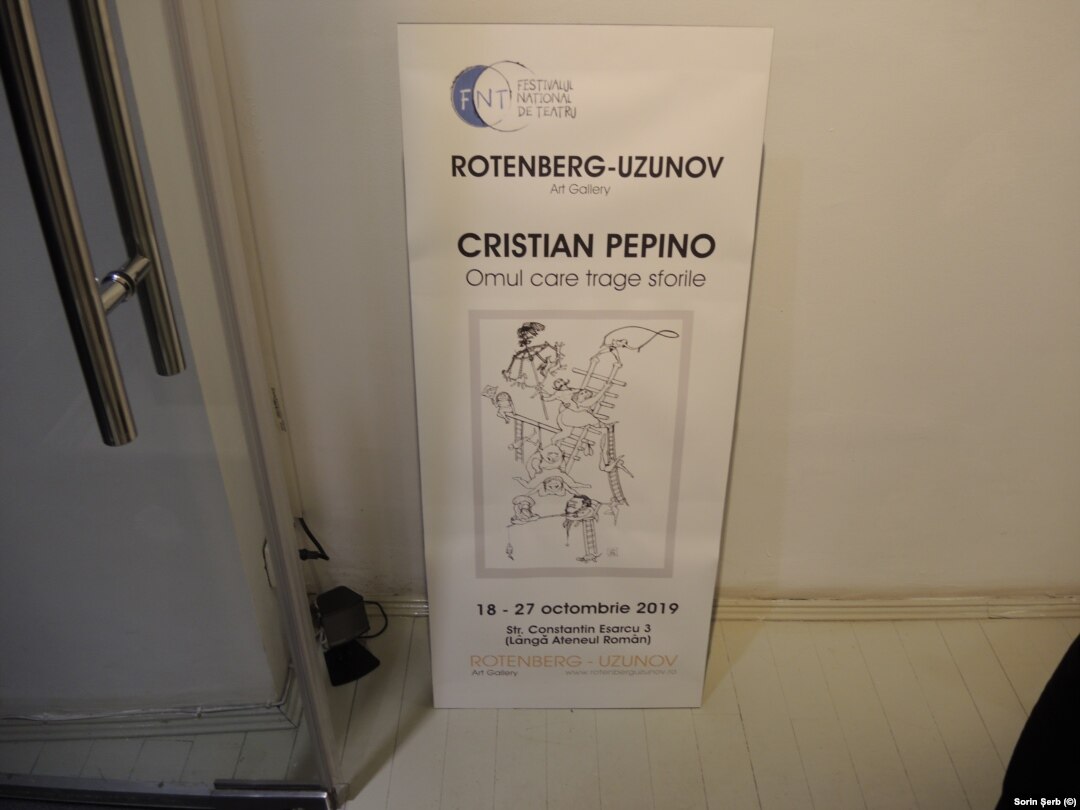 FNT
FESTIVALUL
NATIONAL
DE TEATRU
ROTENBERG-UZUNOV
Art Gallery
CRISTIAN PEPINO
Omul care trage sforile
18 - 27 octombrie 2019
Str. Constantin Esarcu 3
(Lângă Ateneul Român)
ROTENBERG - UZUNOV
Art Gallery www.rotenberguzunov.ro
Sorin Șerb (©)